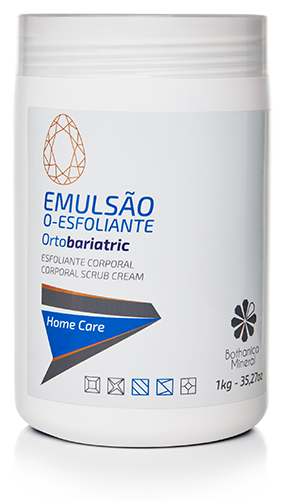 EMULSÃO
O-ESFOLIANTE
Ortobariatric
ESFOLIANTE CORPORAL
CORPORAL SCRUB CREAM
Home Care
Bothanica
Mineral
1kg - 35,27oz